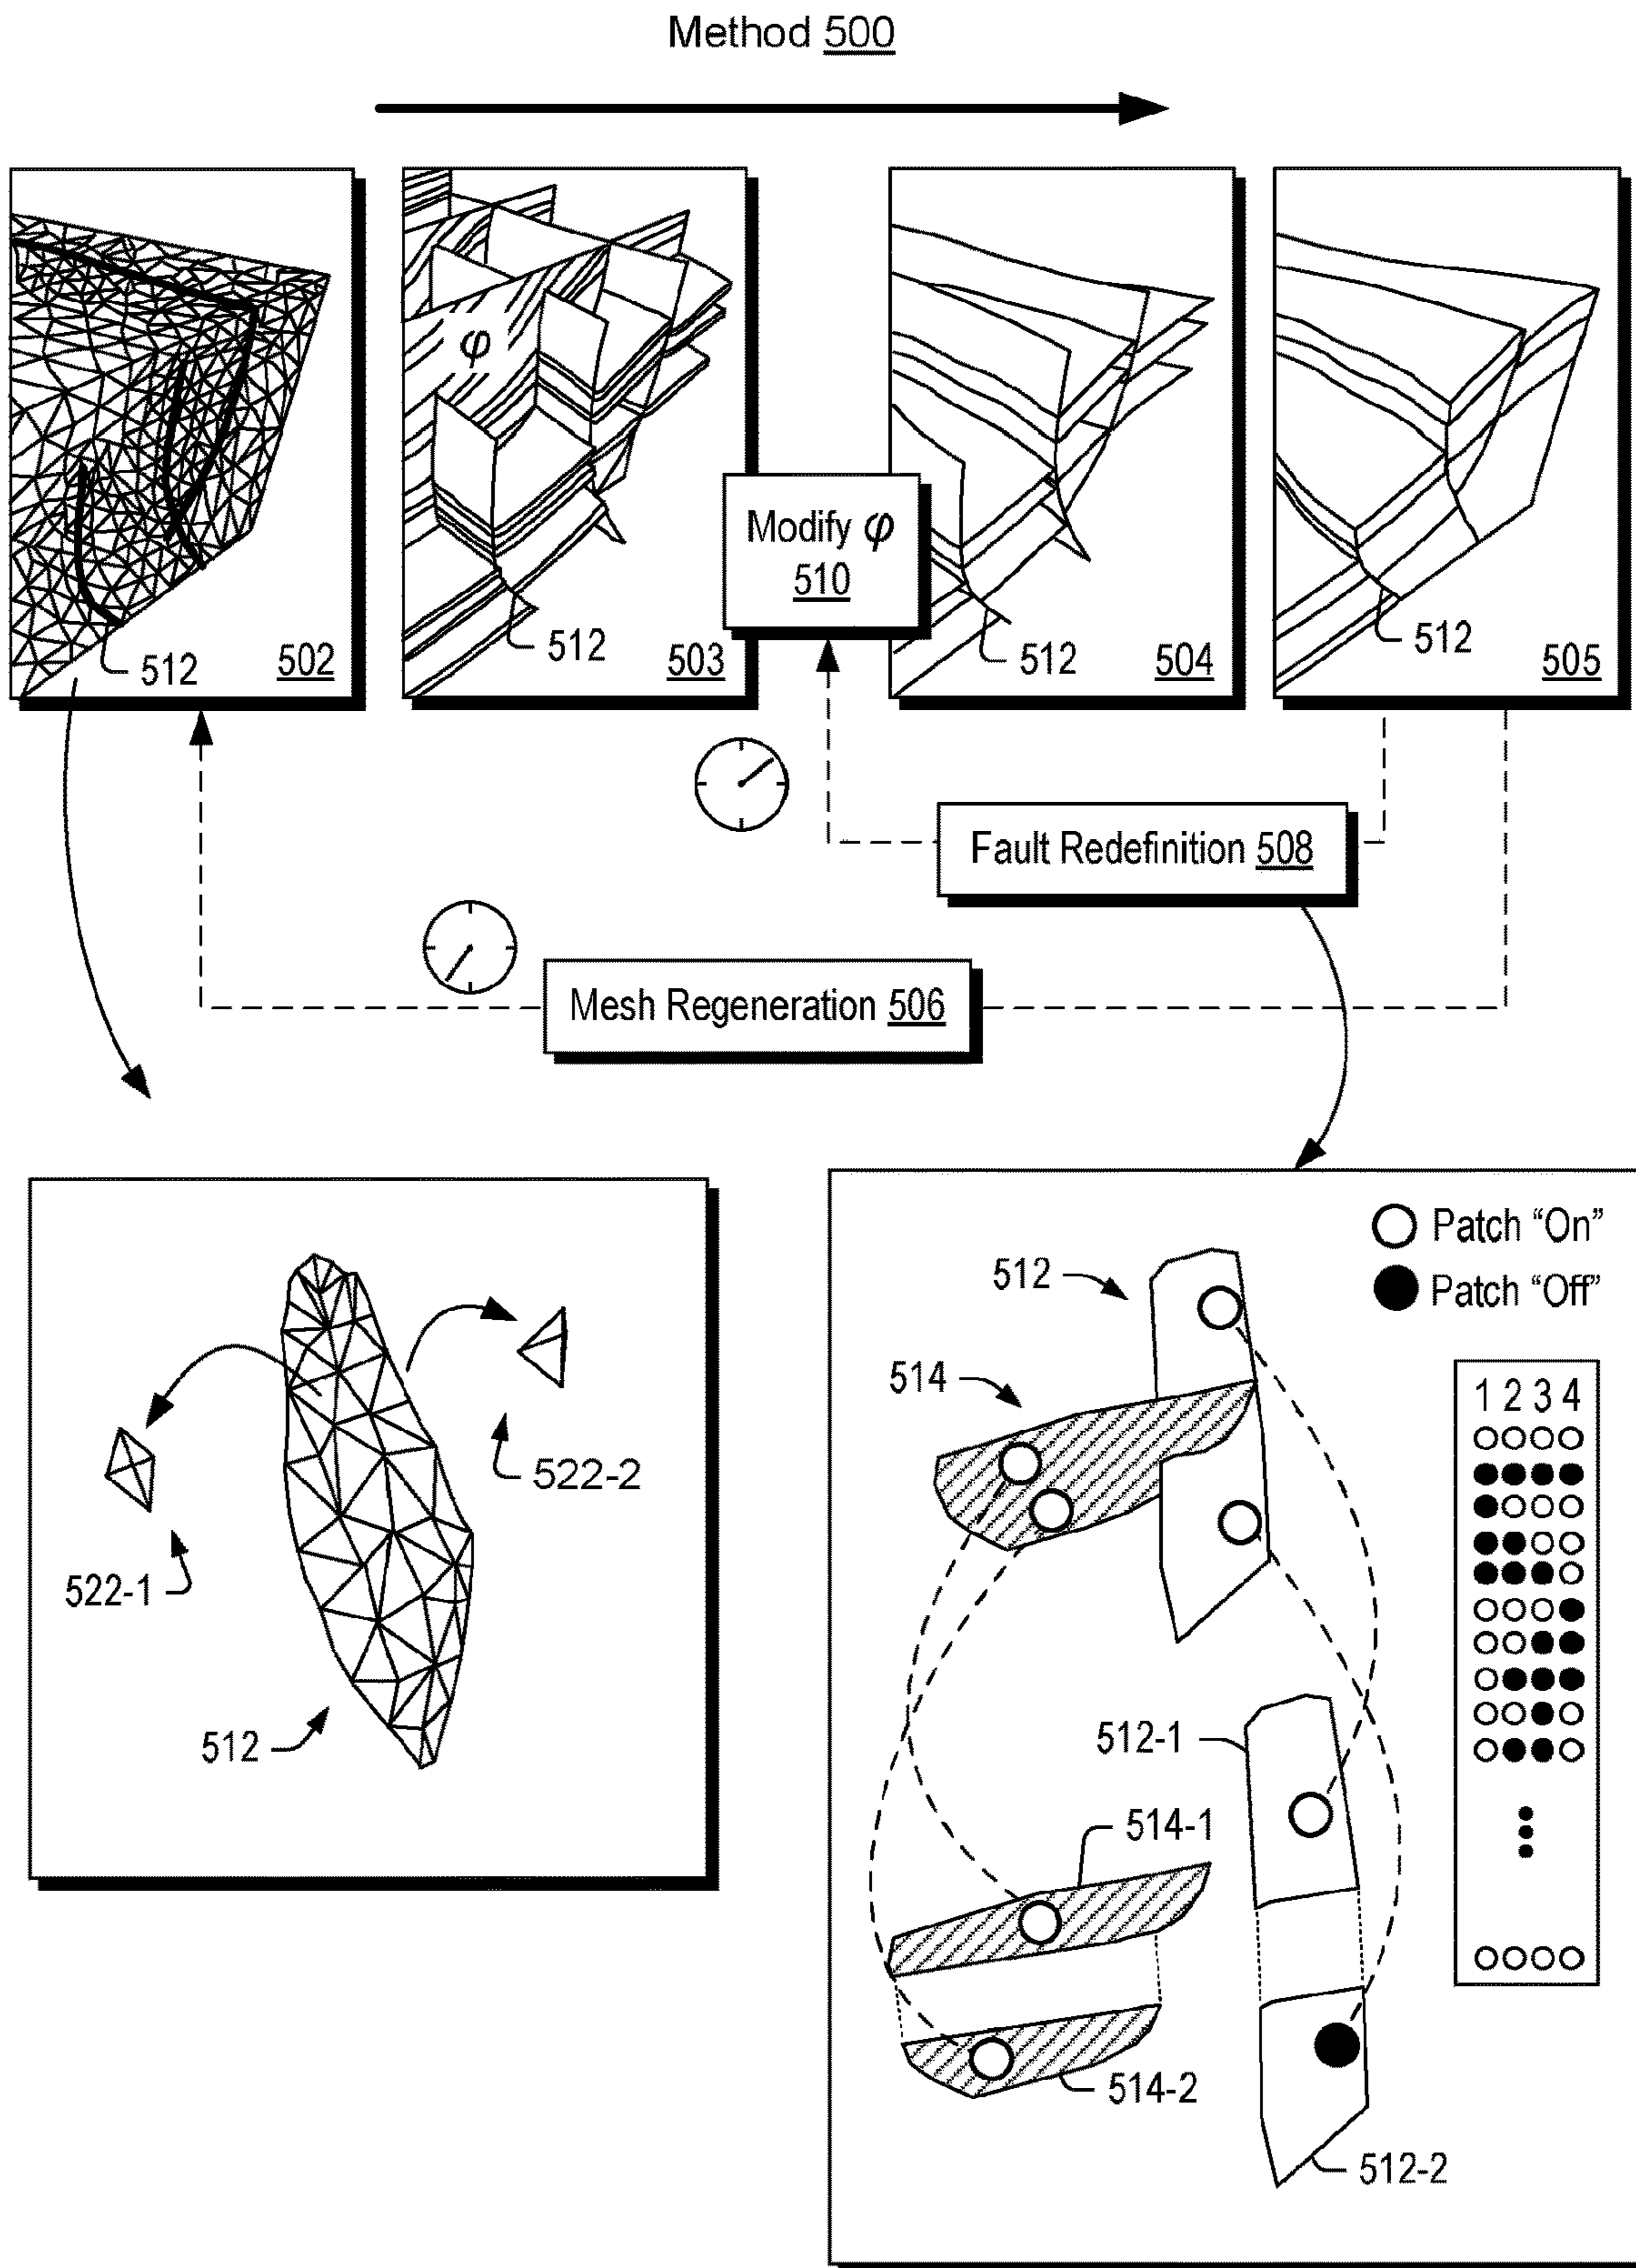 Method 500
φ
Modify φ
510
512
502
512
503
512
504
512
505
Fault Redefinition 508
Mesh Regeneration 506
522-1
522-2
512
Patch “On”
Patch “Off”
512
514
1 2 3 4
512-1
514-1
514-2
512-2